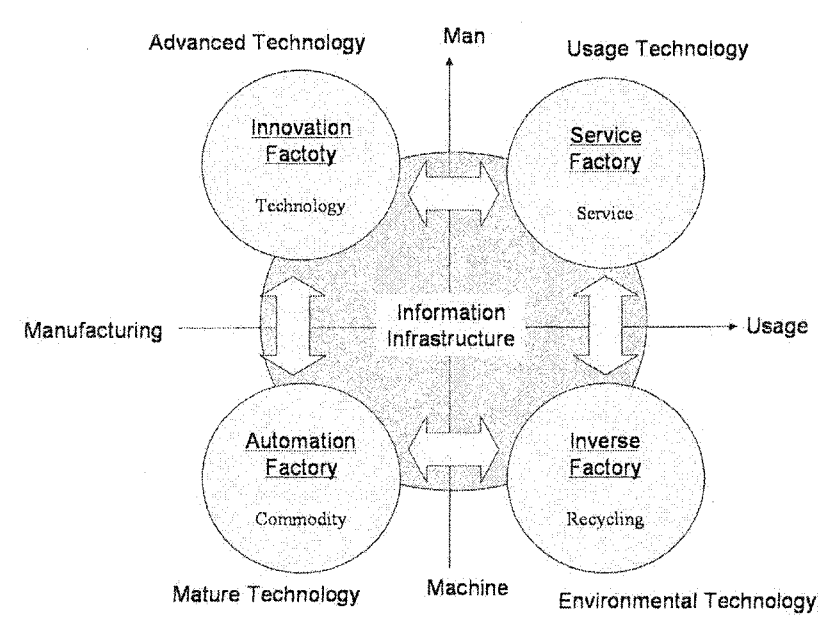 Advanced Technology
Man
Usage Technology
Innovation
Factoty
Technology
Service
Factory
Service
Manufacturing
Information
Infrastructure
Usage
Automation
Factory
Commodity
Inverse
Factory
Recycling
Mature Technology
Machine
Environmental Technology